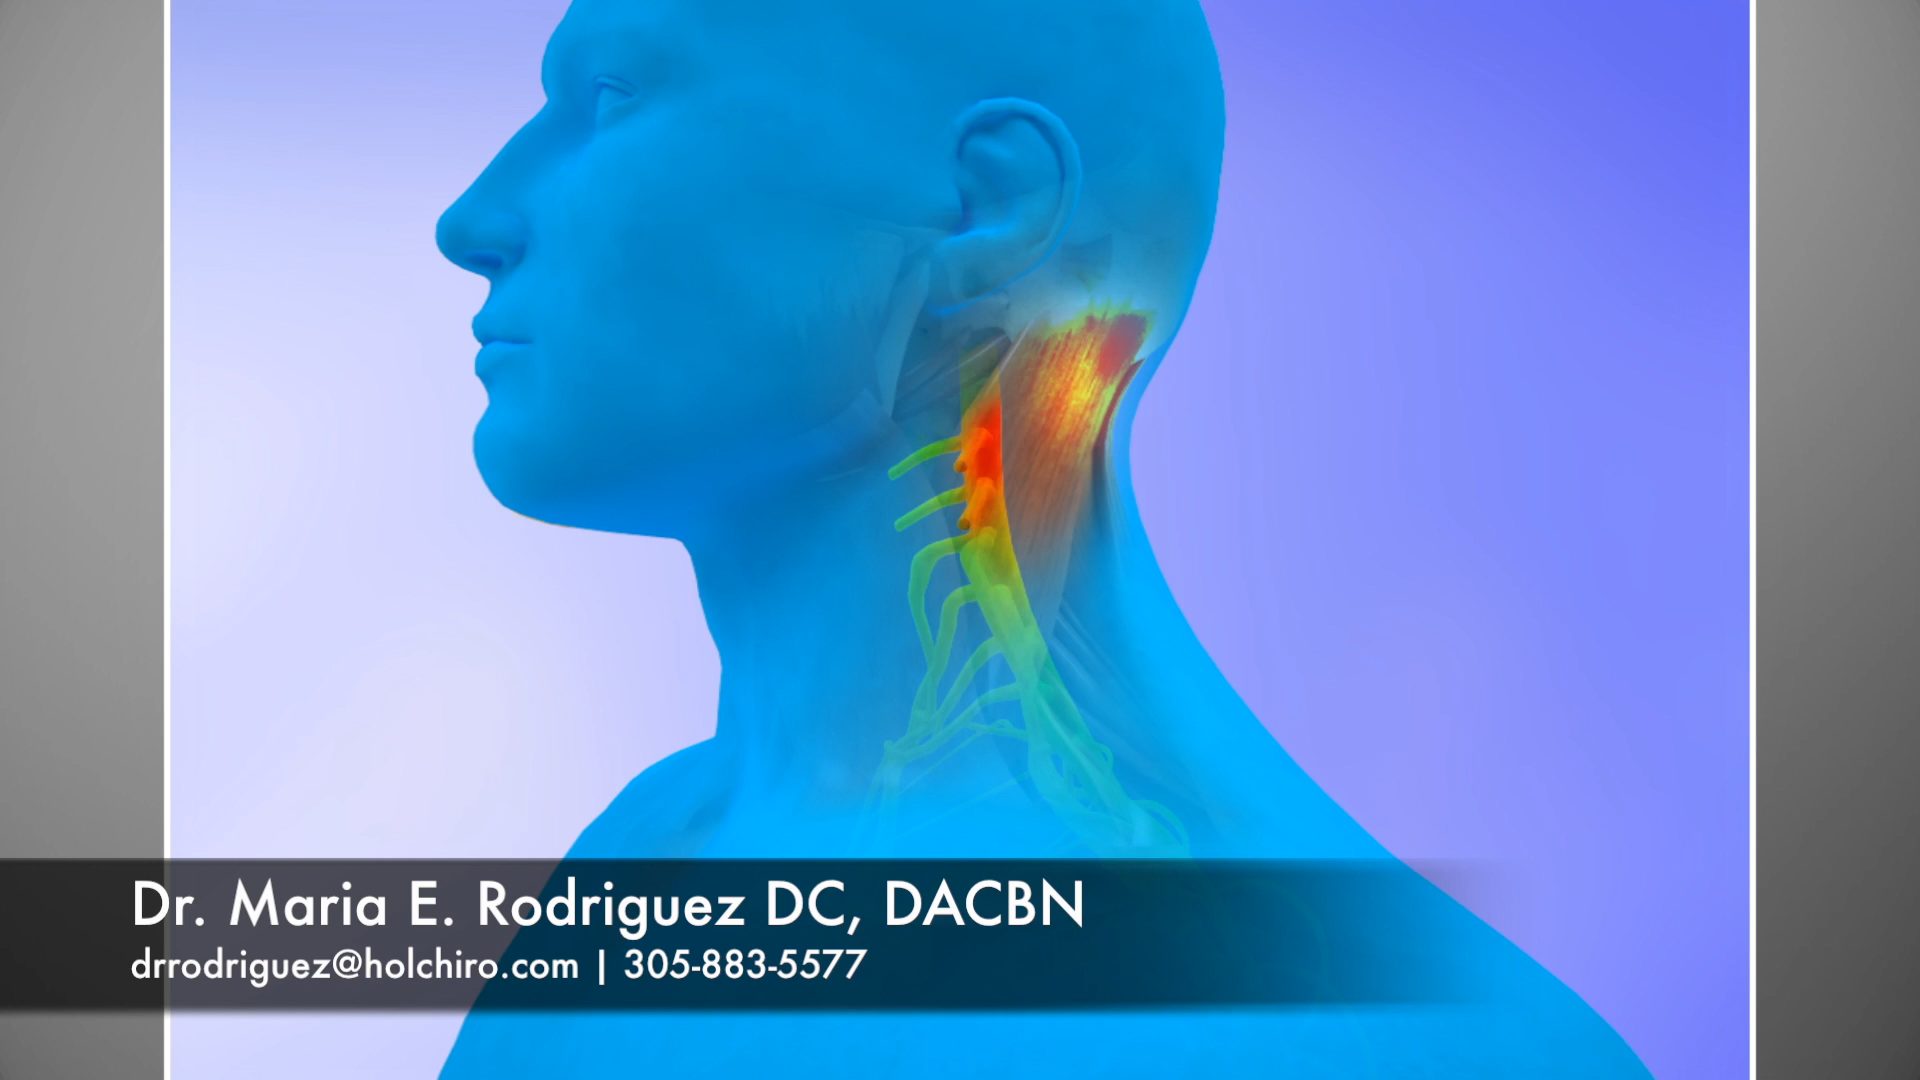 Dr. Maria E. Rodriguez DC, DACBN
drrodriguez@holchiro.com | 305-883-5577